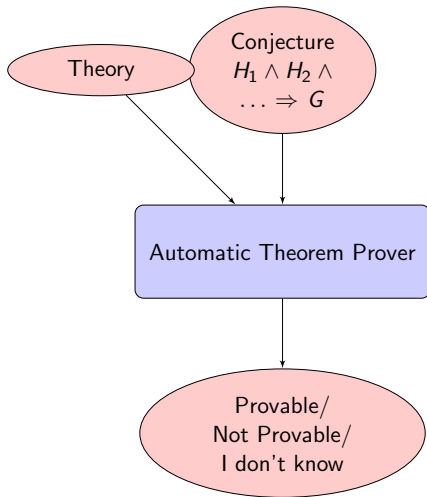 Theory
Conjecture
H₁ ∧ H₂ ∧
… ⇒ G
Automatic Theorem Prover
Provable/
Not Provable/
I don't know